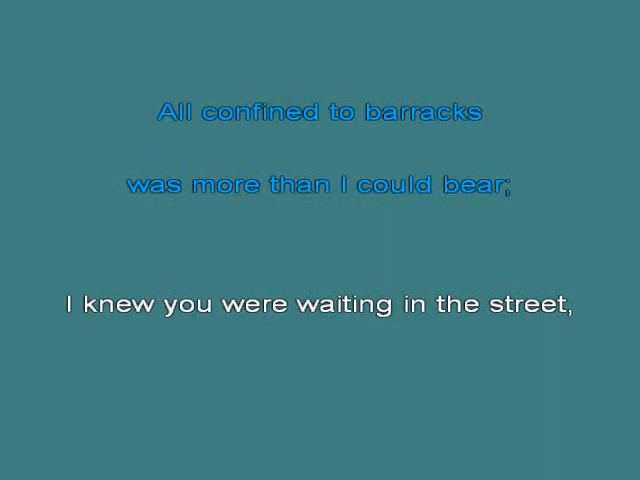 All confined to barracks
was more than I could bear;
I knew you were waiting in the street,